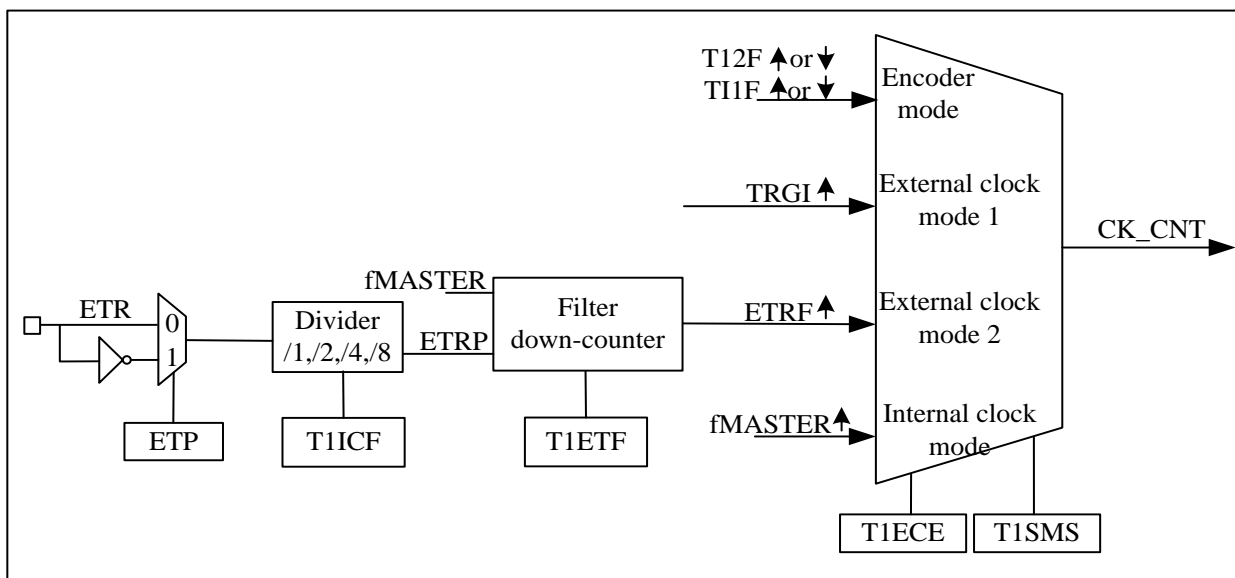 T12F ↑or ↓
TI1F ↑or ↓
Encoder
mode
TRGI ↑
External clock
mode 1
CK_CNT
ETR
0
1
Divider
/1,/2,/4,/8
fMASTER
ETRP
Filter
down-counter
ETRF ↑
External clock
mode 2
fMASTER ↑
Internal clock
mode
ETP
T1ICF
T1ETF
T1ECE
T1SMS